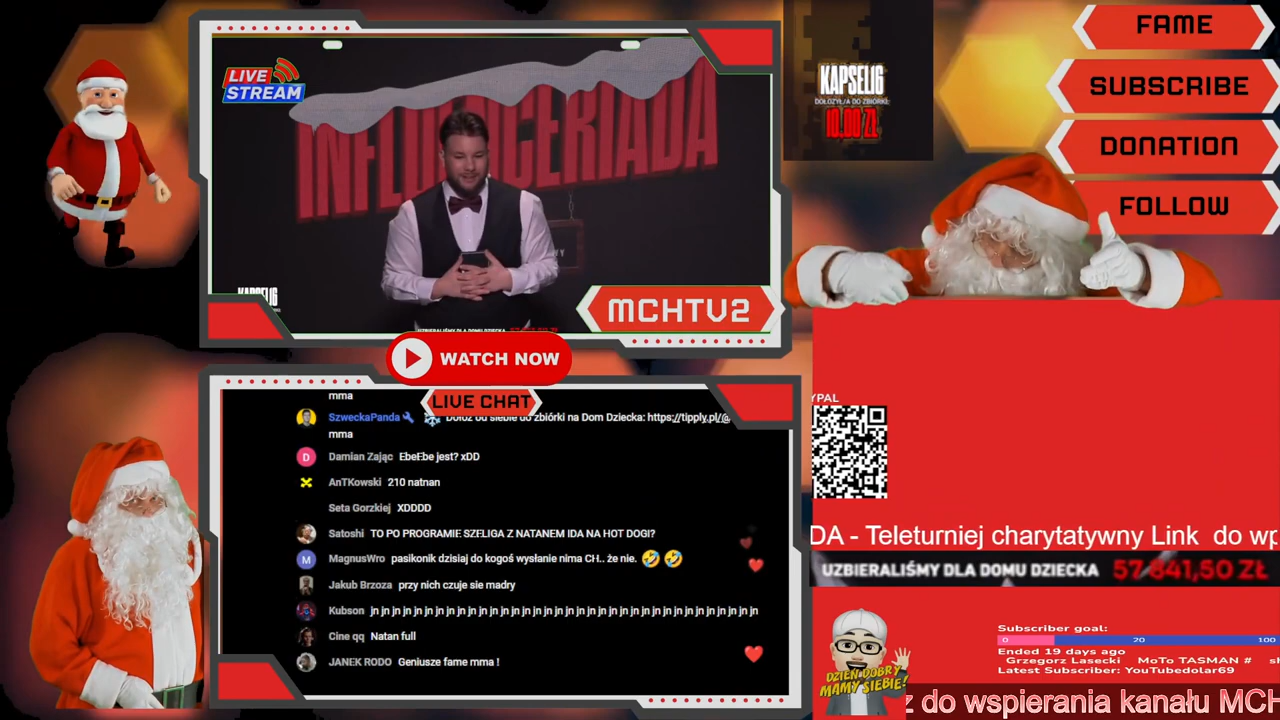 LIVE
STREAM
INFLUENCERIADA
KAPSEL16
MCHTV2
WATCH NOW
KAPSEL16
DOŁOŻYŁ/A DO ZBIÓRKI:
10.00 ZŁ
FAME
SUBSCRIBE
DONATION
FOLLOW
LIVE CHAT
mma
SzweckaPanda Dołóż od siebie do zbiórki na Dom Dziecka: https://tipply.pl/@
mma
Damian Zając EbeEbe jest? xDD
AnTKowski 210 natnan
Seta Gorzkiej XDDDD
Satoshi TO PO PROGRAMIE SZELIGA Z NATANEM IDA NA HOT DOGI?
MagnusWro pasikonik dzisiaj do kogoś wysłanie nima CH.. że nie. 🤣 🤣
Jakub Brzoza przy nich czuje sie madry
Kubson jn jn jn jn jn jn jn jn jn jn jn jn jn jn jn jn jn jn jn jn jn jn jn jn jn jn jn jn jn jn jn jn jn jn jn jn
Cine qq Natan full
JANEK RODO Geniusze fame mma !
YPAL
DA - Teleturniej charytatywny Link do wp
UZBIERALIŚMY DLA DOMU DZIECKA 57 841,50 ZŁ
DZIEŃ DOBRY
MAMY SIEBIE!
Subscriber goal:
20 100
Ended 19 days ago
Grzegorz Lasecki MoTo TASMAN #
Latest Subscriber: YouTubedolar69
z do wspierania kanału MCH